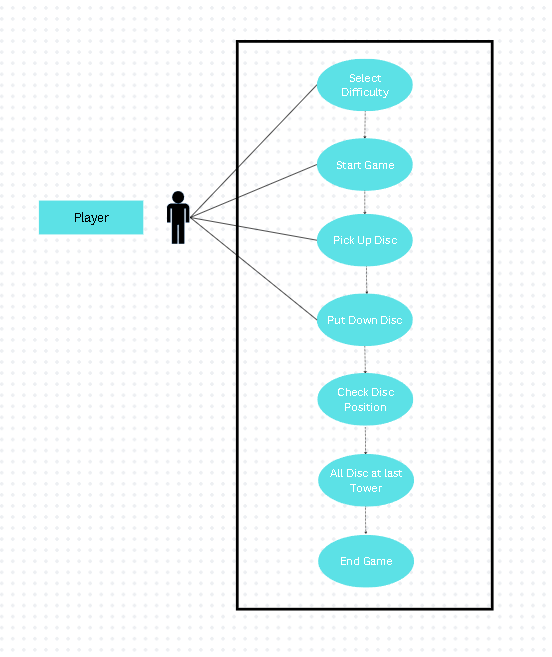 Select
Difficulty
Start Game
Player
Pick Up Disc
Put Down Disc
Check Disc
Position
All Disc at last
Tower
End Game